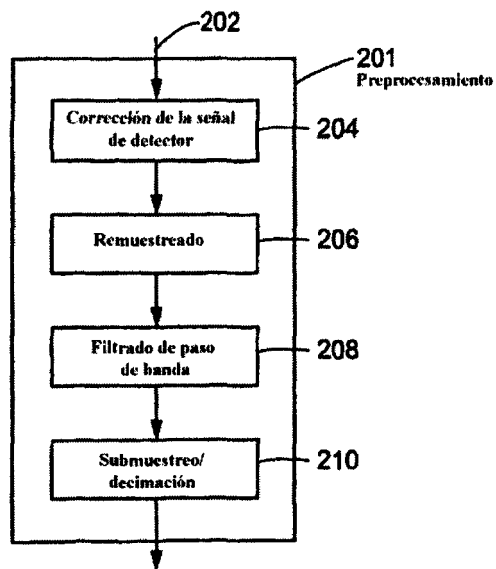 202
201
Preprocesamiento
Corrección de la señal
de detector
204
Remuestreado
206
Filtrado de paso
de banda
208
Submuestreo/
decimación
210